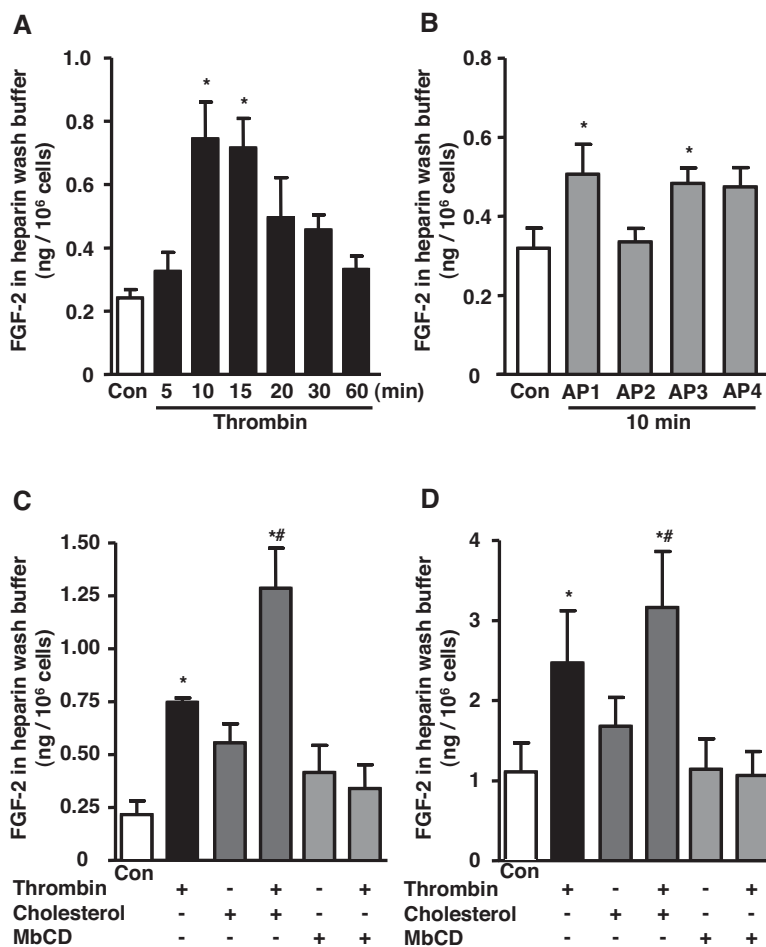 A
FGF-2 in heparin wash buffer
(ng / 10⁶ cells)
1.0
0.8
0.6
0.4
0.2
0
* *
Con 5 10 15 20 30 60 (min)
Thrombin
B
FGF-2 in heparin wash buffer
(ng / 10⁶ cells)
0.8
0.6
0.4
0.2
0
* *
Con AP1 AP2 AP3 AP4
10 min
C
FGF-2 in heparin wash buffer
(ng / 10⁶ cells)
1.50
1.25
1.00
0.75
0.50
0.25
0
* *#
Con
Thrombin + - + - +
Cholesterol - + + - -
MbCD - - - + +
D
FGF-2 in heparin wash buffer
(ng / 10⁶ cells)
4
3
2
1
0
* *#
Con
Thrombin + - + - +
Cholesterol - + + - -
MbCD - - - + +